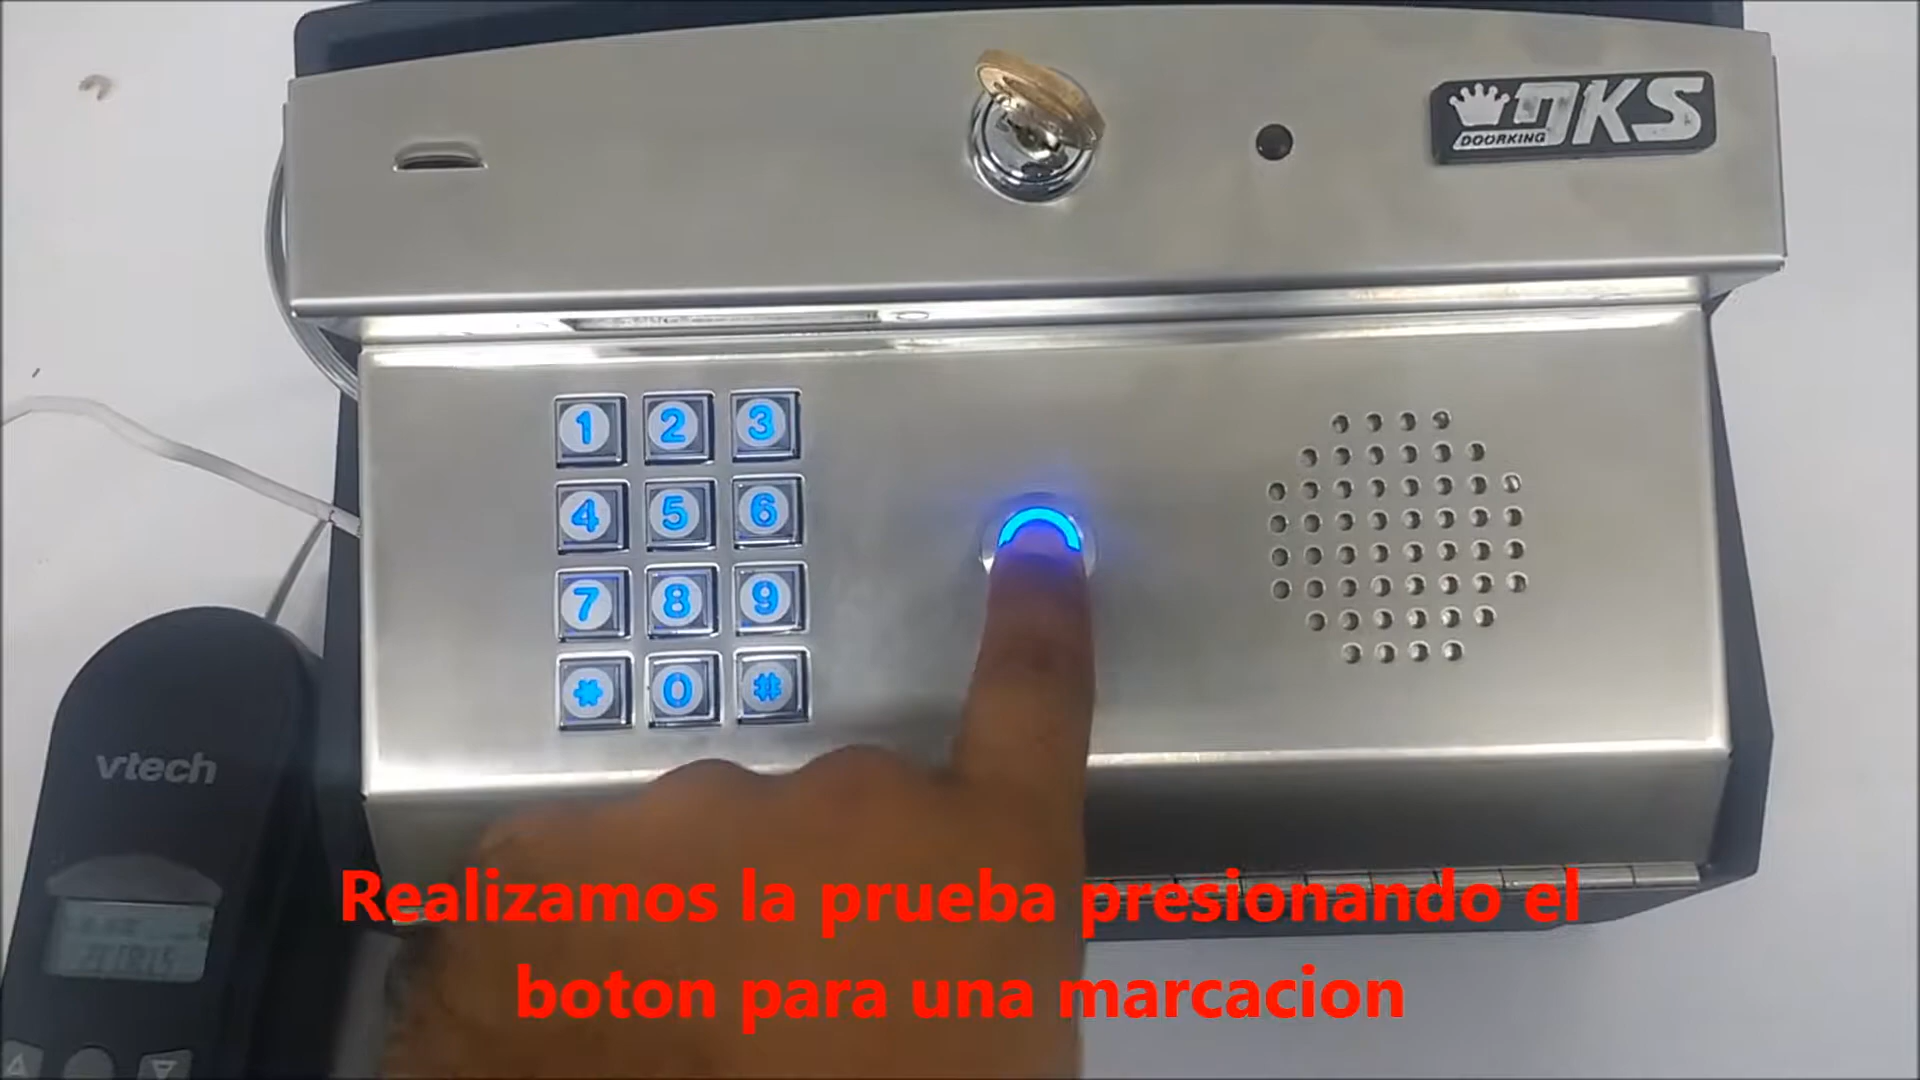 DKS
DOORKING
1 2 3
4 5 6
7 8 9
* 0 #
vtech
Realizamos la prueba presionando el
boton para una marcacion